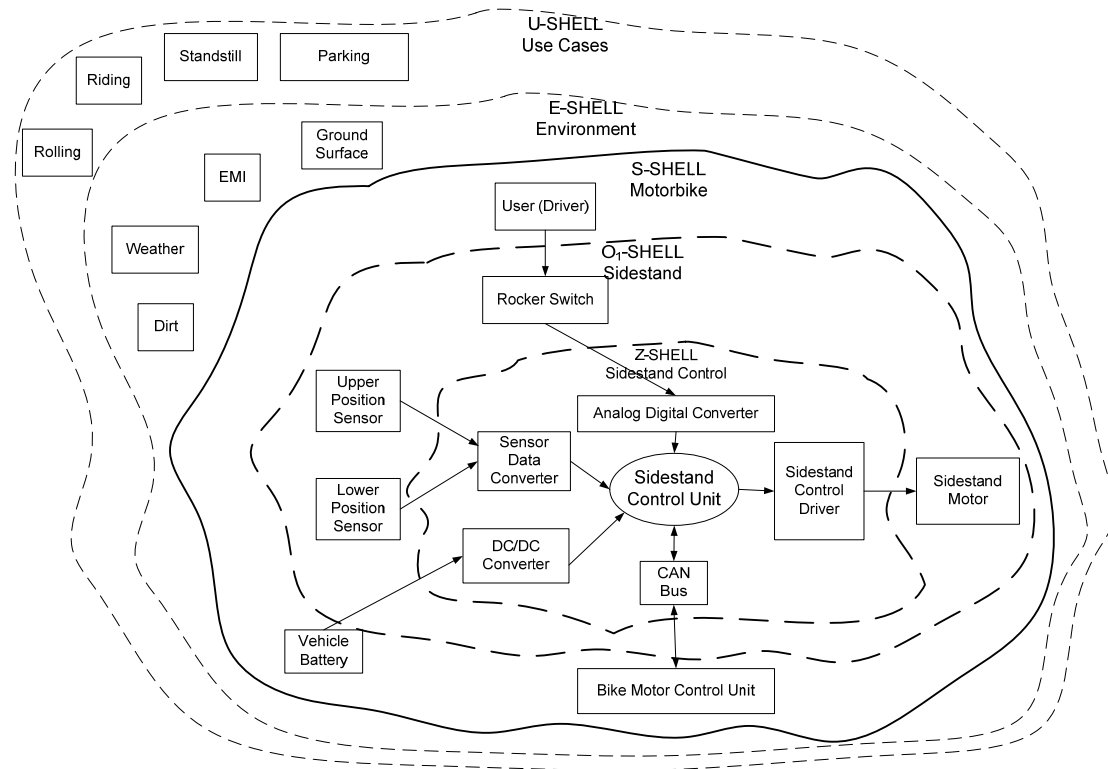 U-SHELL
Use Cases
Standstill
Parking
Riding
E-SHELL
Environment
Rolling
Ground
Surface
EMI
S-SHELL
Motorbike
User (Driver)
Weather
O₁-SHELL
Sidestand
Rocker Switch
Dirt
Z-SHELL
Sidestand Control
Upper
Position
Sensor
Analog Digital Converter
Sensor
Data
Converter
Sidestand
Control Unit
Sidestand
Control
Driver
Sidestand
Motor
Lower
Position
Sensor
DC/DC
Converter
CAN
Bus
Vehicle
Battery
Bike Motor Control Unit